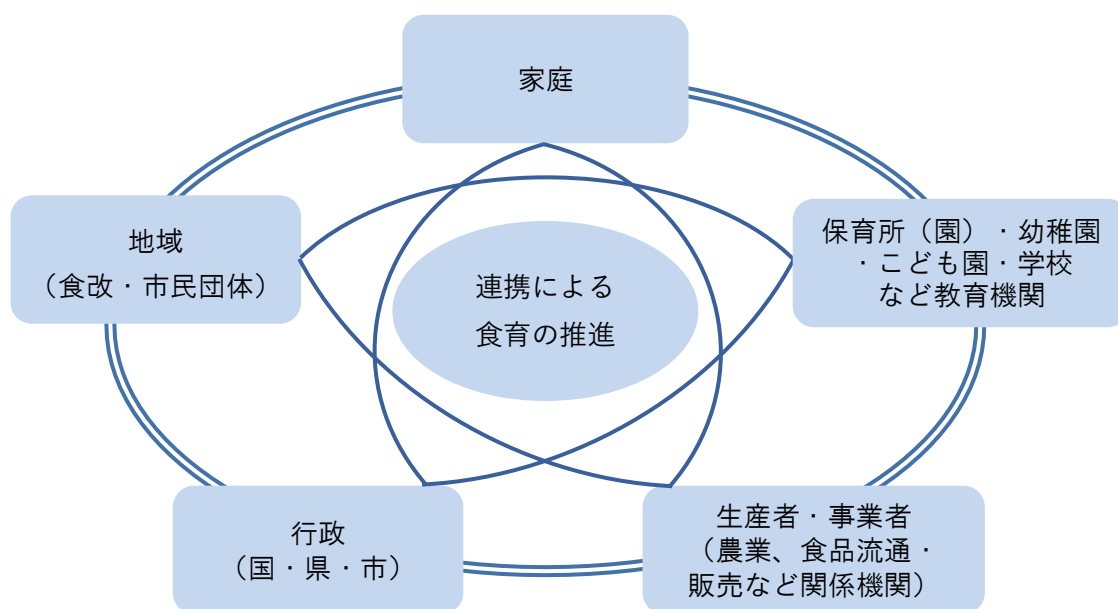 家庭
地域
（食改・市民団体）
保育所（園）・幼稚園
・こども園・学校
など教育機関
連携による
食育の推進
行政
（国・県・市）
生産者・事業者
（農業、食品流通・
販売など関係機関）